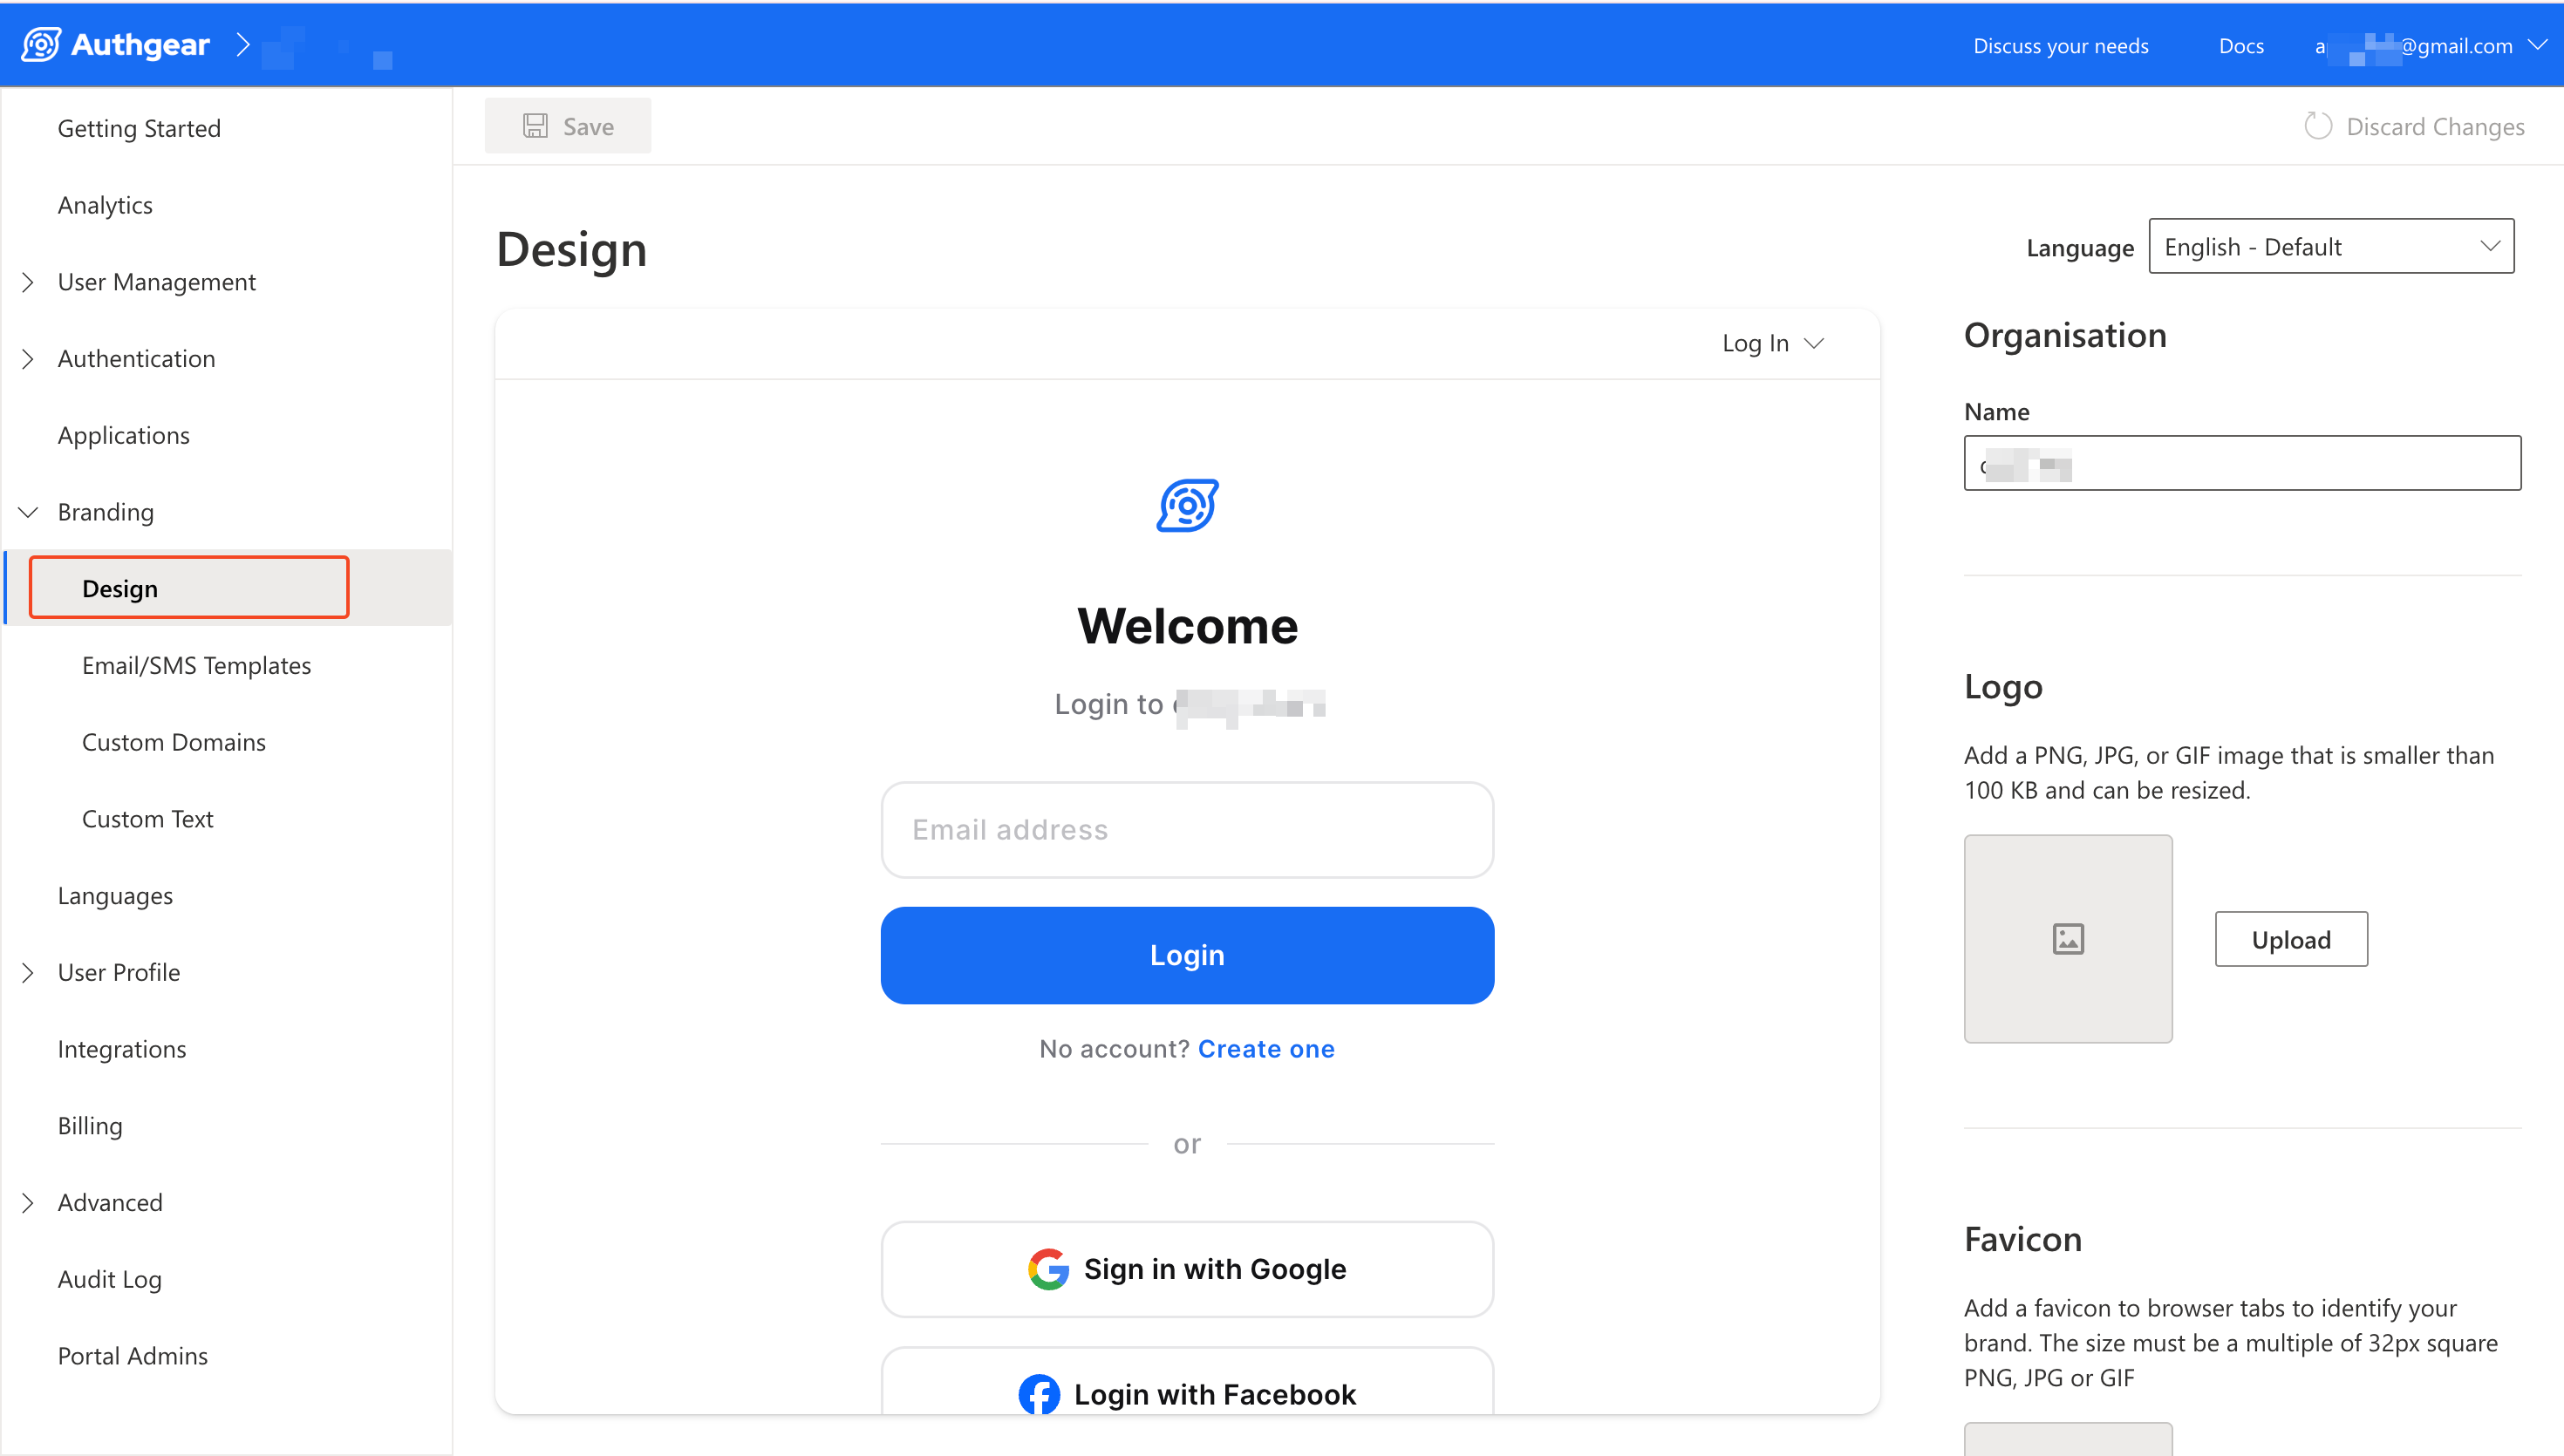 Authgear
Discuss your needs
Docs
@gmail.com
Getting Started
Analytics
User Management
Authentication
Applications
Branding
Design
Email/SMS Templates
Custom Domains
Custom Text
Languages
User Profile
Integrations
Billing
Advanced
Audit Log
Portal Admins
Save
Discard Changes
Design
Language
English - Default
Log In
Welcome
Login to
Email address
Login
No account? Create one
or
Sign in with Google
Login with Facebook
Organisation
Name
Logo
Add a PNG, JPG, or GIF image that is smaller than
100 KB and can be resized.
Upload
Favicon
Add a favicon to browser tabs to identify your
brand. The size must be a multiple of 32px square
PNG, JPG or GIF